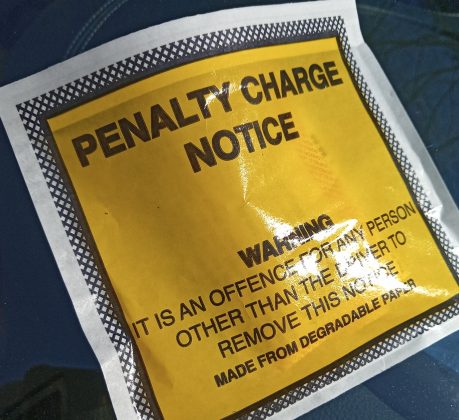 PENALTY CHARGE
NOTICE
WARNING
IT IS AN OFFENCE FOR ANY PERSON
OTHER THAN THE DRIVER TO
REMOVE THIS NOTICE
MADE FROM DEGRADABLE PAPER